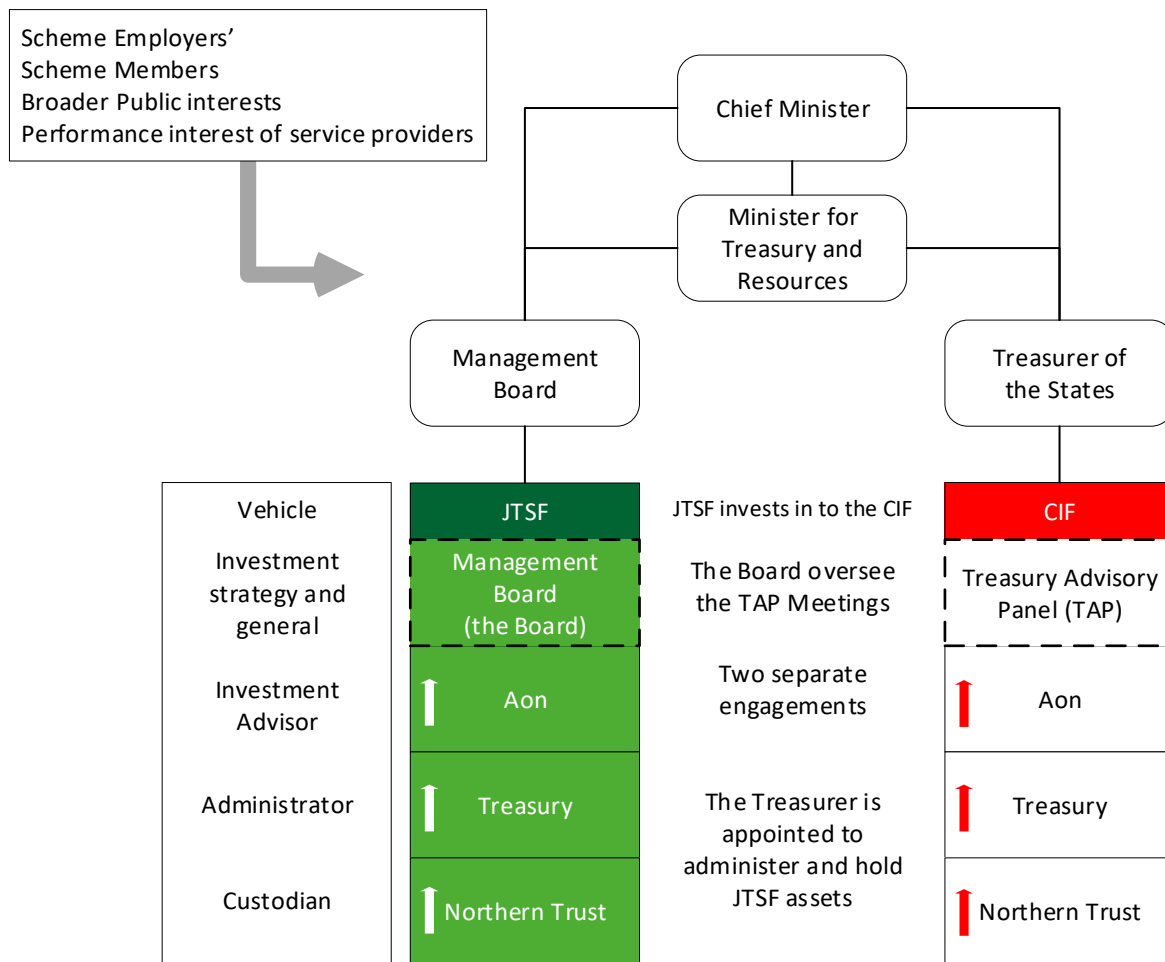 Scheme Employers’
Scheme Members
Broader Public interests
Performance interest of service providers
Chief Minister
Minister for
Treasury and
Resources
Management
Board
Treasurer of
the States
Vehicle
JTSF
JTSF invests in to the CIF
CIF
Investment
strategy and
general
Management
Board
(the Board)
The Board oversee
the TAP Meetings
Treasury Advisory
Panel (TAP)
Investment
Advisor
Aon
Two separate
engagements
Aon
Administrator
Treasury
The Treasurer is
appointed to
administer and hold
JTSF assets
Treasury
Custodian
Northern Trust
Northern Trust